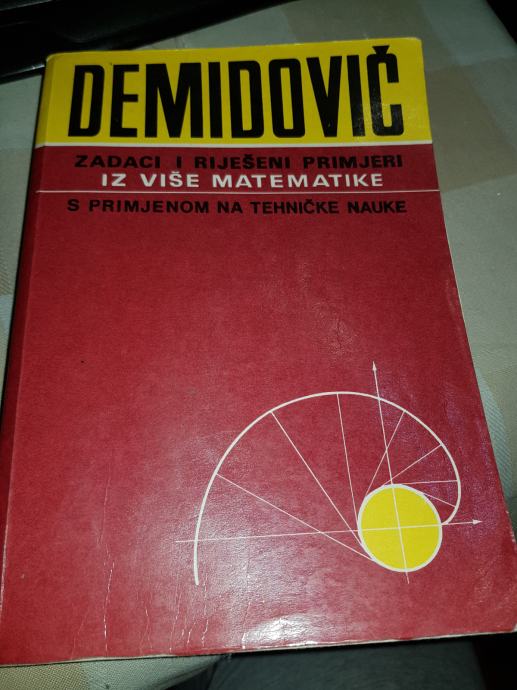 DEMIDOVIČ
ZADACI I RIJEŠENI PRIMJERI
IZ VIŠE MATEMATIKE
S PRIMJENOM NA TEHNIČKE NAUKE